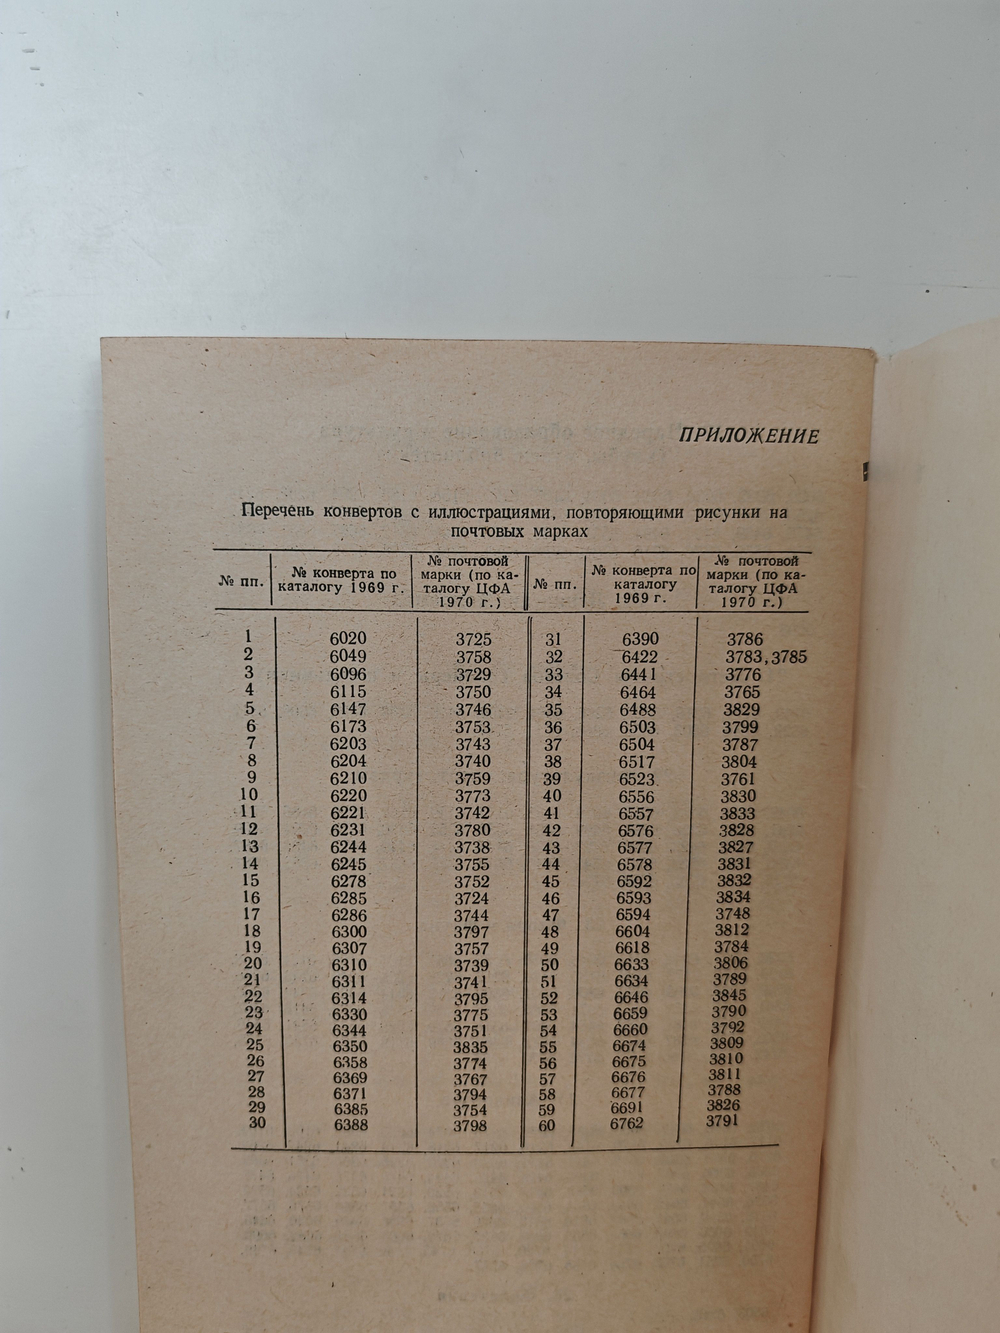 ПРИЛОЖЕНИЕ
Перечень конвертов с иллюстрациями, повторяющими рисунки на
почтовых марках
№ пп. № конверта по каталогу 1969 г. № почтовой марки (по ка-талогу ЦФА 1970 г.) № пп. № конверта по каталогу 1969 г. № почтовой марки (по ка-талогу ЦФА 1970 г.)
1 6020 3725 31 6390 3786
2 6049 3758 32 6422 3783,3785
3 6096 3729 33 6441 3776
4 6115 3750 34 6464 3765
5 6147 3746 35 6488 3829
6 6173 3753 36 6503 3799
7 6203 3743 37 6504 3787
8 6204 3740 38 6517 3804
9 6210 3759 39 6523 3761
10 6220 3773 40 6556 3830
11 6221 3742 41 6557 3833
12 6231 3780 42 6576 3828
13 6244 3738 43 6577 3827
14 6245 3755 44 6578 3831
15 6278 3752 45 6592 3832
16 6285 3724 46 6593 3834
17 6286 3744 47 6594 3748
18 6300 3797 48 6604 3812
19 6307 3757 49 6618 3784
20 6310 3739 50 6633 3806
21 6311 3741 51 6634 3789
22 6314 3795 52 6646 3845
23 6330 3775 53 6659 3790
24 6344 3751 54 6660 3792
25 6350 3835 55 6674 3809
26 6358 3774 56 6675 3810
27 6369 3767 57 6676 3811
28 6371 3794 58 6677 3788
29 6385 3754 59 6691 3826
30 6388 3798 60 6762 3791